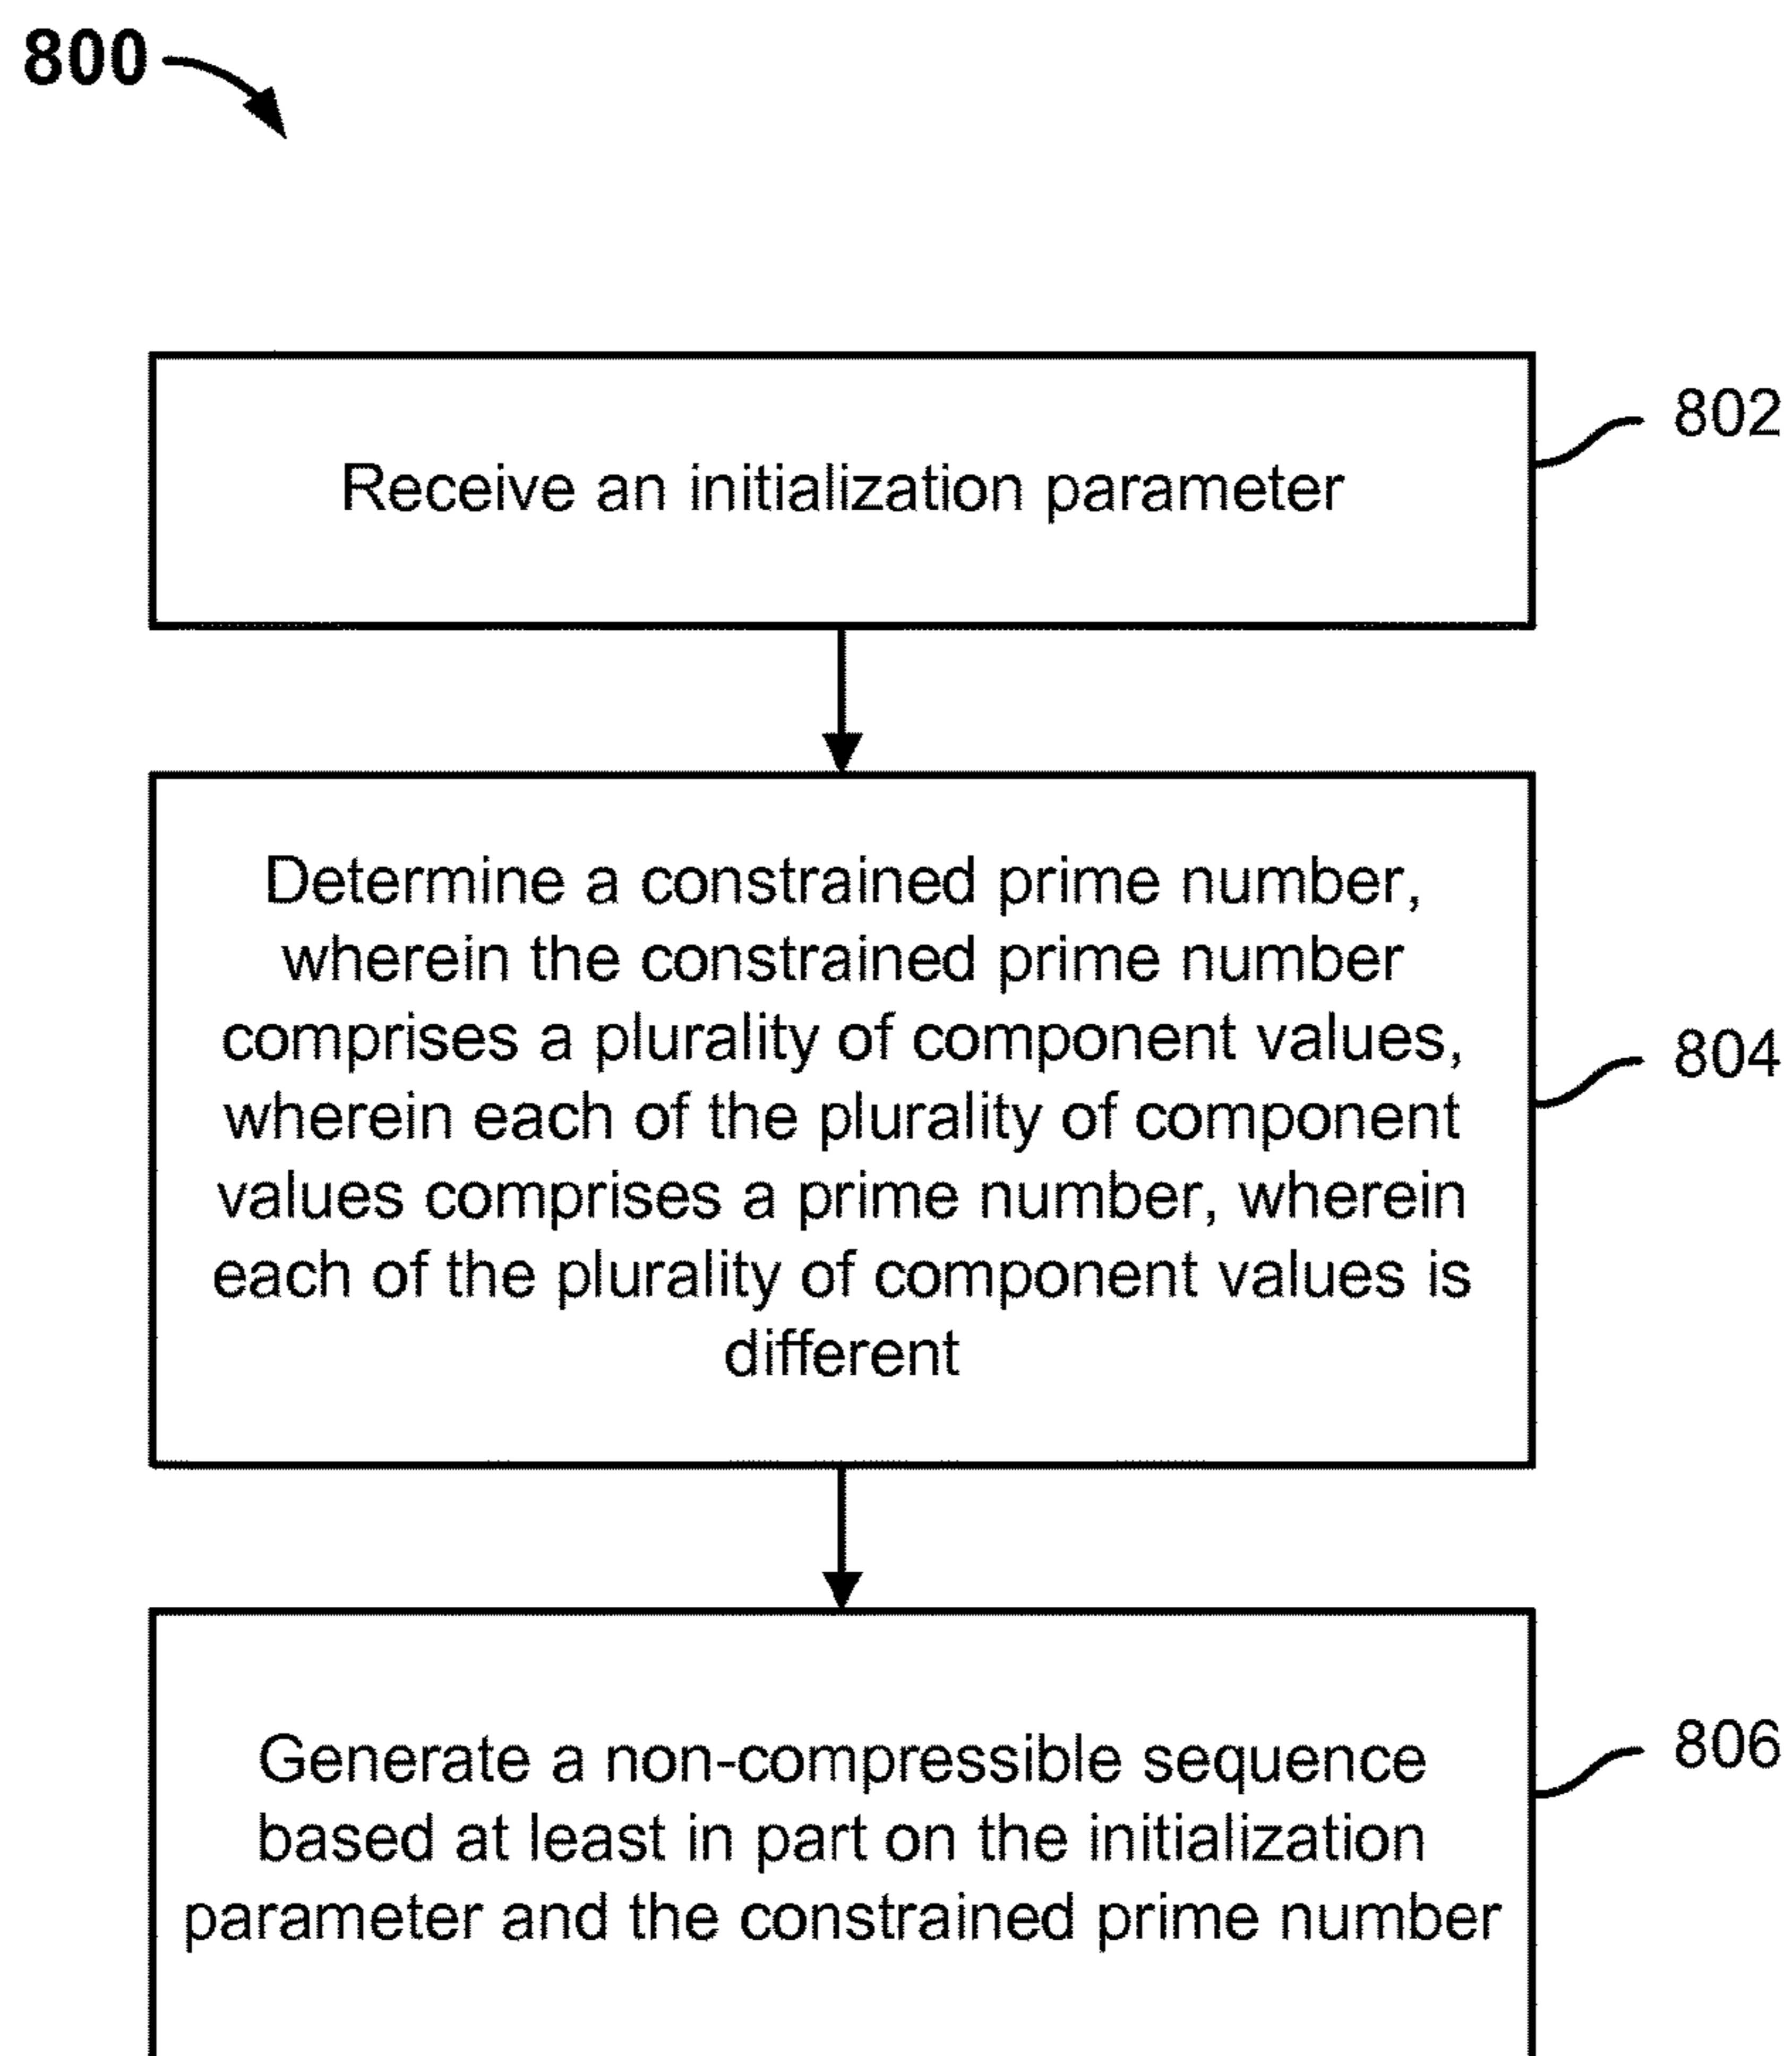 800
802
Receive an initialization parameter
Determine a constrained prime number,
wherein the constrained prime number
comprises a plurality of component values,
wherein each of the plurality of component
values comprises a prime number, wherein
each of the plurality of component values is
different
804
Generate a non-compressible sequence
based at least in part on the initialization
parameter and the constrained prime number
806